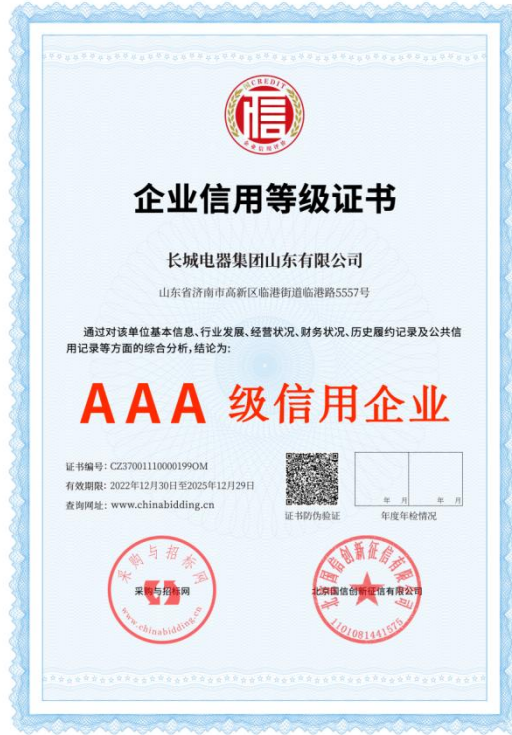 CREDIT
信
企业信用评价
企业信用等级证书
长城电器集团山东有限公司
山东省济南市高新区临港街道临港路5557号
通过对该单位基本信息、行业发展、经营状况、财务状况、历史履约记录及公共信
用记录等方面的综合分析，结论为:
AAA 级信用企业
证书编号: CZ37001110000199OM
有效期限: 2022年12月30日至2025年12月29日
查询网址: www.chinabidding.cn
证书防伪验证
年 月 年 月
年度年检情况
采购与招标网
采购与招标网
www.chinabidding.cn
北京国信创新征信有限公司
北京国信创新征信有限公司
1101081441575